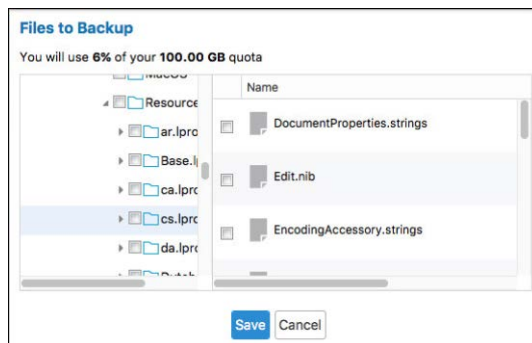 Files to Backup
You will use 6% of your 100.00 GB quota
MacOS
Resource
ar.lpro
Base.l
ca.lpro
cs.lpro
da.lpro
Name
DocumentProperties.strings
Edit.nib
EncodingAccessory.strings
Save
Cancel